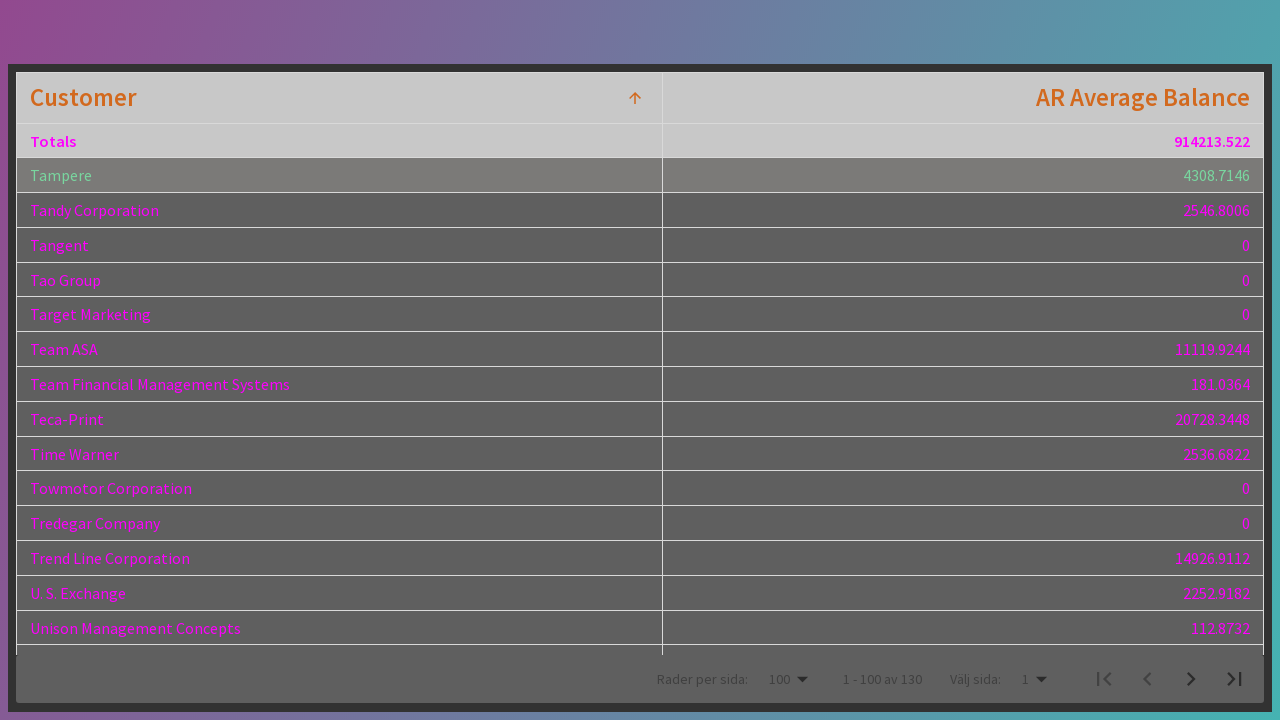 Customer AR Average Balance
Totals 914213.522
Tampere 4308.7146
Tandy Corporation 2546.8006
Tangent 0
Tao Group 0
Target Marketing 0
Team ASA 11119.9244
Team Financial Management Systems 181.0364
Teca-Print 20728.3448
Time Warner 2536.6822
Towmotor Corporation 0
Tredegar Company 0
Trend Line Corporation 14926.9112
U. S. Exchange 2252.9182
Unison Management Concepts 112.8732
Rader per sida: 100 1 - 100 av 130 Välj sida: 1